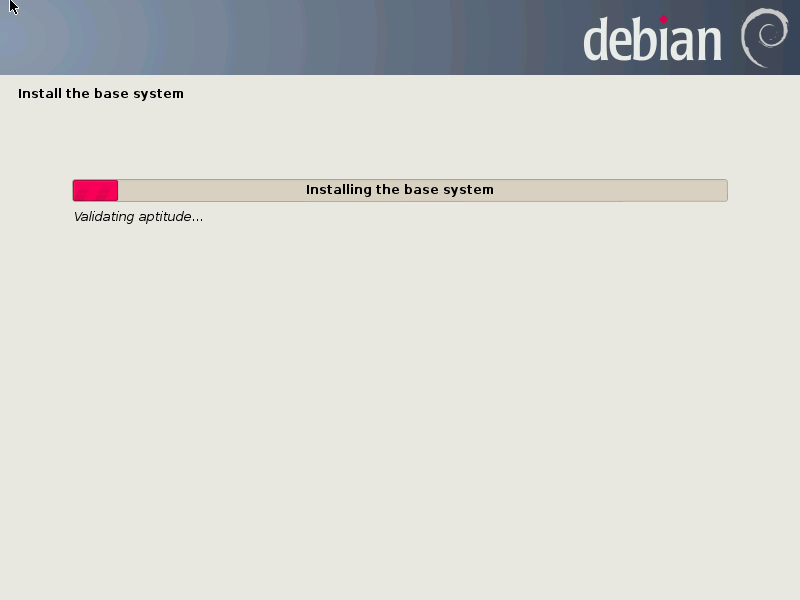 debian
Install the base system
Installing the base system
Validating aptitude...